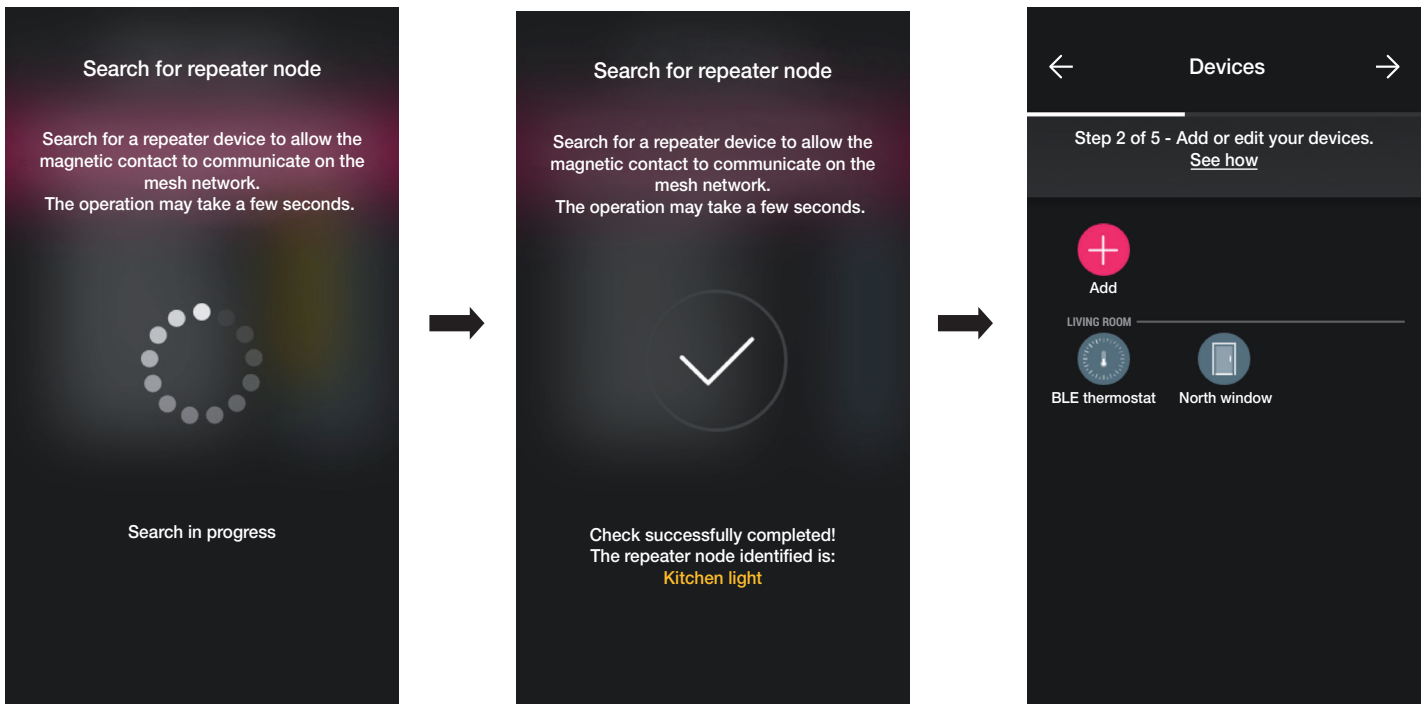 Search for repeater node
Search for a repeater device to allow the
magnetic contact to communicate on the
mesh network.
The operation may take a few seconds.
Search in progress
Search for repeater node
Search for a repeater device to allow the
magnetic contact to communicate on the
mesh network.
The operation may take a few seconds.
Check successfully completed!
The repeater node identified is:
Kitchen light
Devices
Step 2 of 5 - Add or edit your devices.
See how
Add
LIVING ROOM
BLE thermostat North window